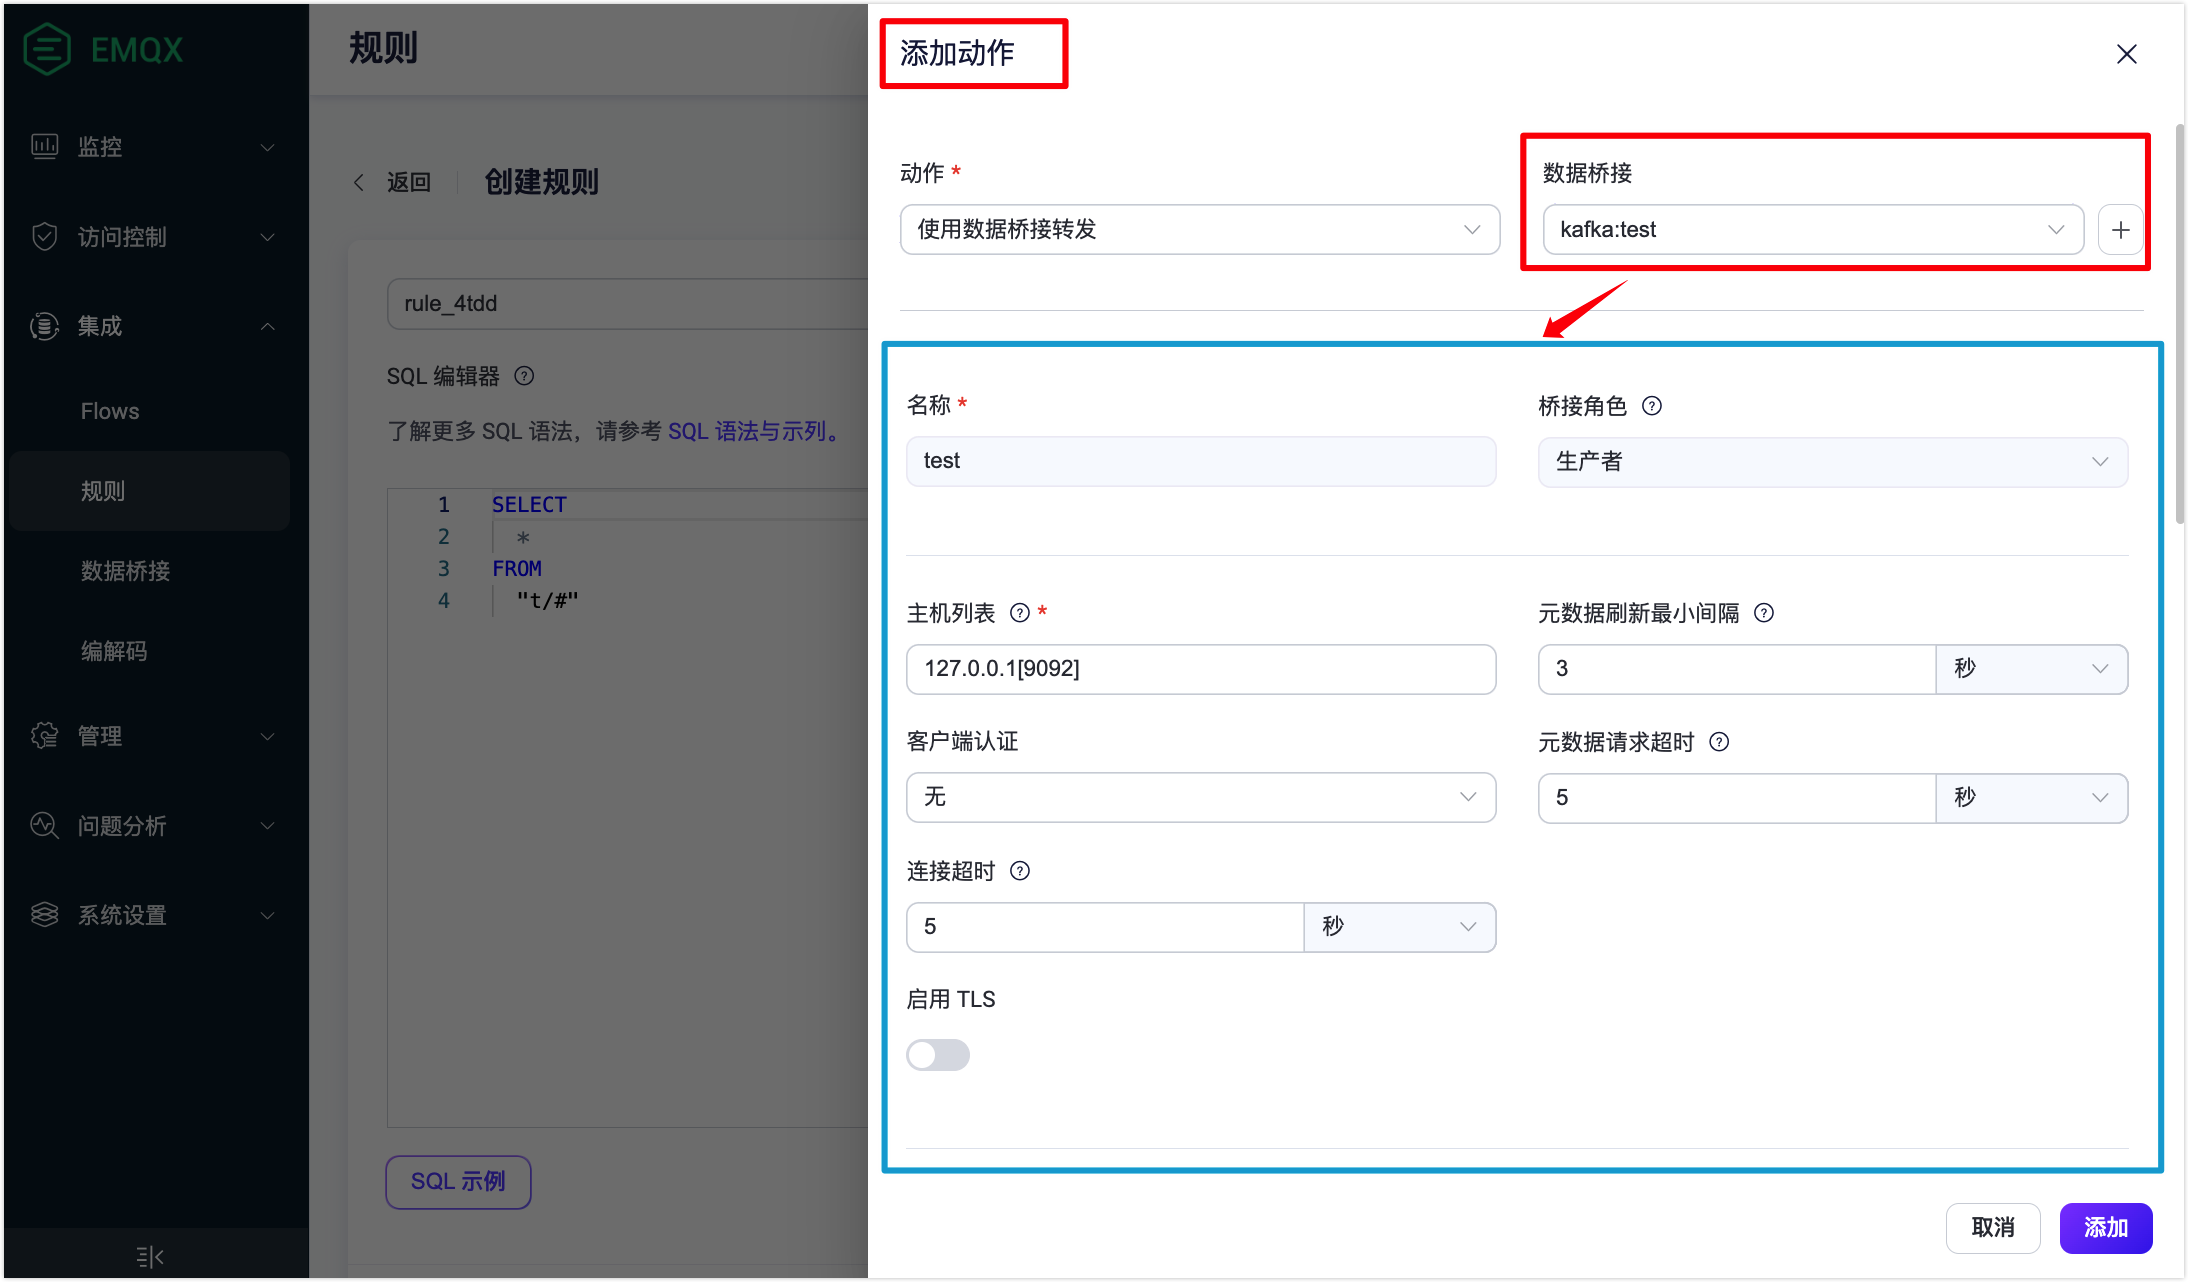 EMQX
监控
访问控制
集成
Flows
规则
数据桥接
编解码
管理
问题分析
系统设置
规则
返回
创建规则
rule_4tdd
SQL 编辑器
了解更多 SQL 语法，请参考 SQL 语法与示列。
1 SELECT
2 *
3 FROM
4 "t/#"
SQL 示例
添加动作
动作 *
使用数据桥接转发
数据桥接
kafka:test
名称 *
test
桥接角色
生产者
主机列表 *
127.0.0.1[9092]
元数据刷新最小间隔
3 秒
客户端认证
无
元数据请求超时
5 秒
连接超时
5 秒
启用 TLS
取消
添加